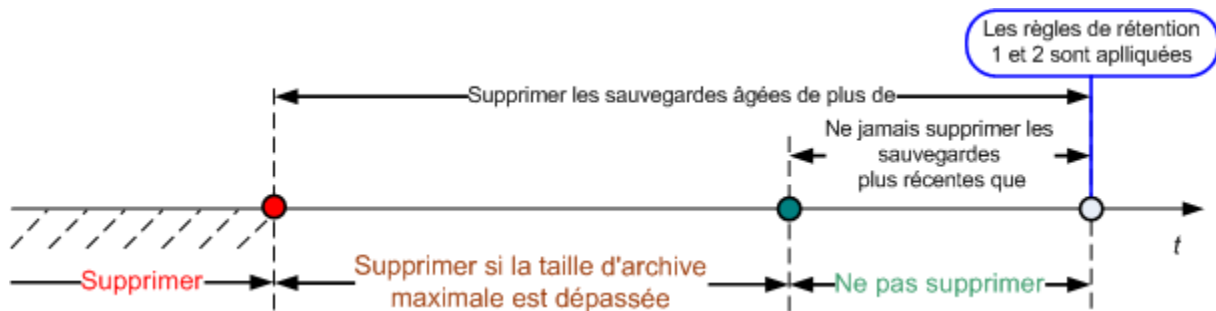 Les règles de rétention
1 et 2 sont aplliquées
Supprimer les sauvegardes âgées de plus de
Ne jamais supprimer les
sauvegardes
plus récentes que
t
Supprimer
Supprimer si la taille d'archive
maximale est dépassée
Ne pas supprimer